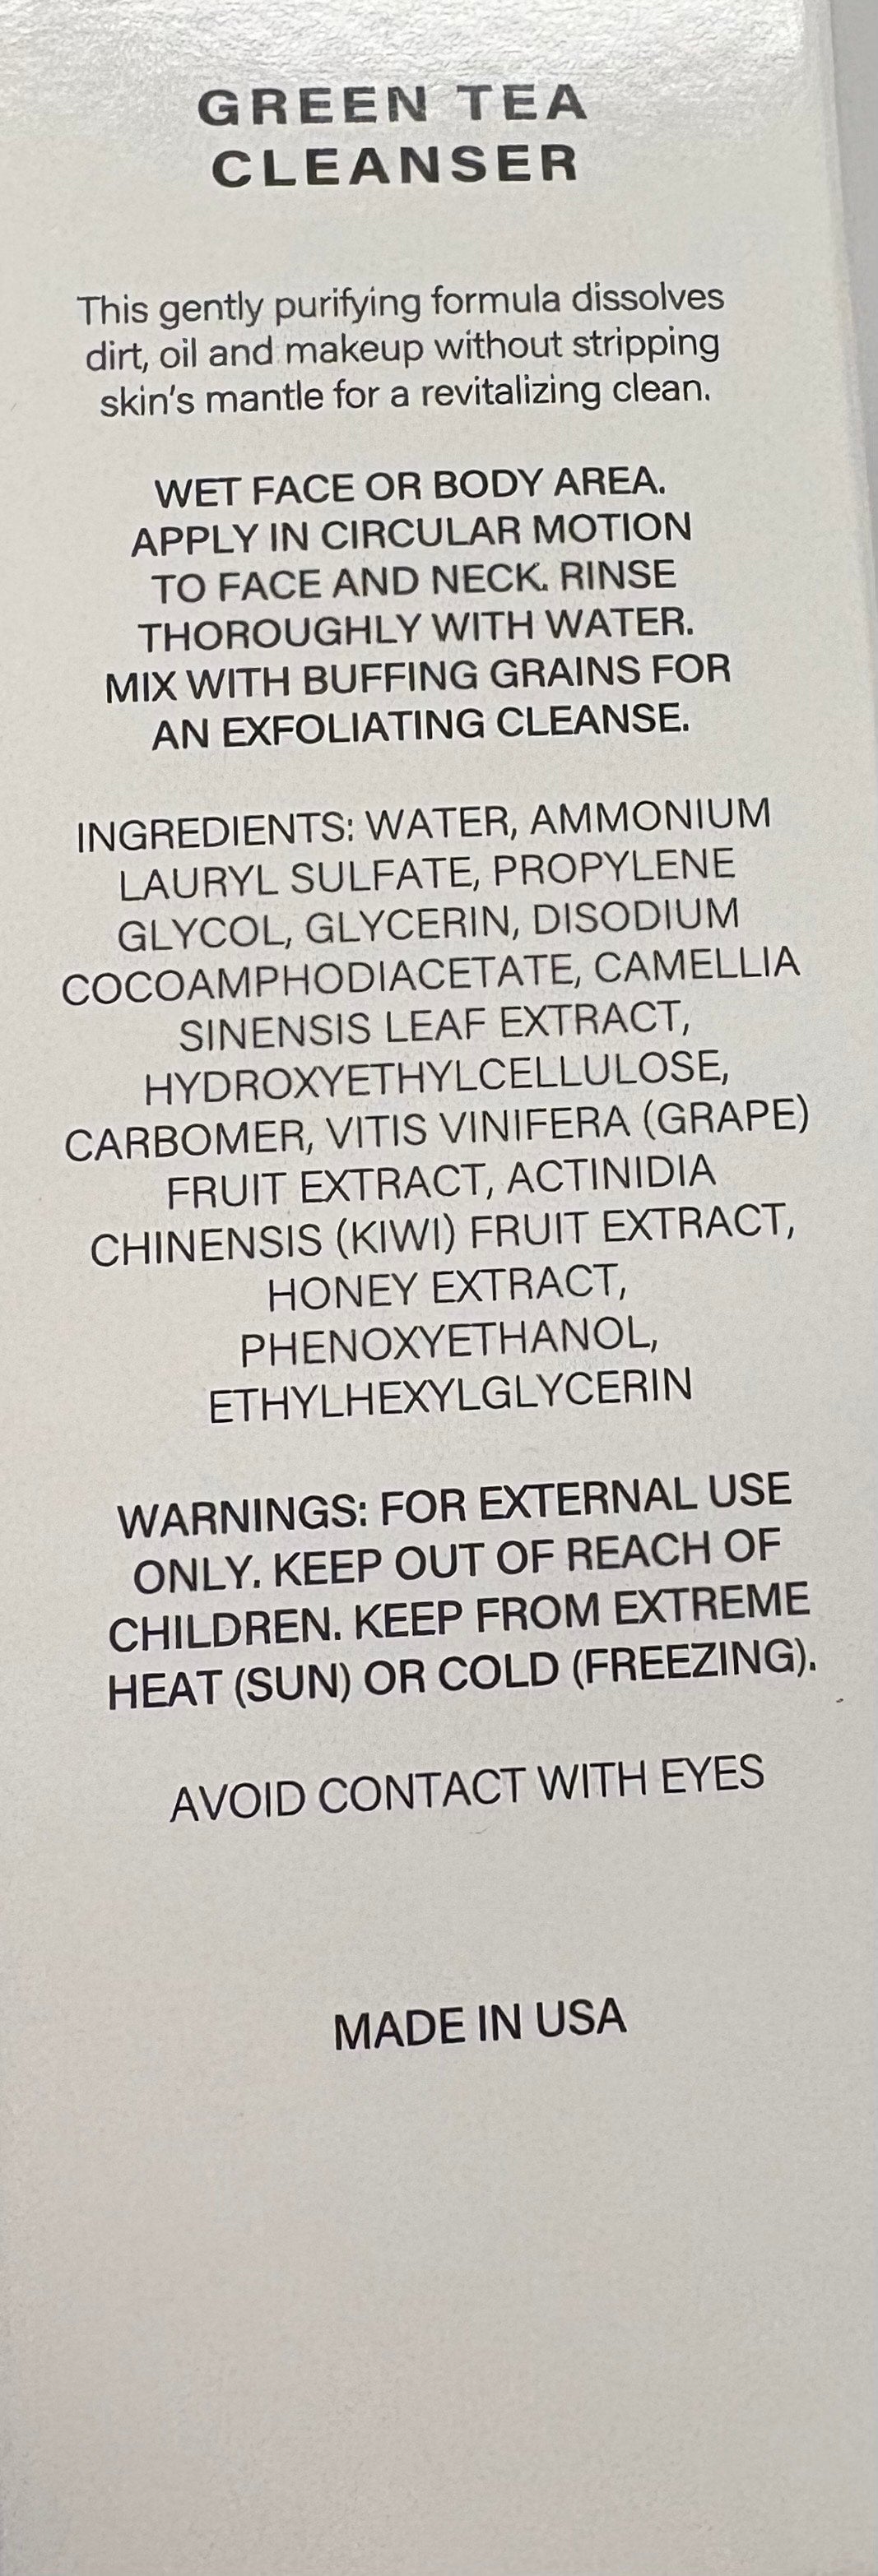 GREEN TEA
CLEANSER
This gently purifying formula dissolves
dirt, oil and makeup without stripping
skin's mantle for a revitalizing clean.
WET FACE OR BODY AREA.
APPLY IN CIRCULAR MOTION
TO FACE AND NECK. RINSE
THOROUGHLY WITH WATER.
MIX WITH BUFFING GRAINS FOR
AN EXFOLIATING CLEANSE.
INGREDIENTS: WATER, AMMONIUM
LAURYL SULFATE, PROPYLENE
GLYCOL, GLYCERIN, DISODIUM
COCOAMPHODIACETATE, CAMELLIA
SINENSIS LEAF EXTRACT,
HYDROXYETHYLCELLULOSE,
CARBOMER, VITIS VINIFERA (GRAPE)
FRUIT EXTRACT, ACTINIDIA
CHINENSIS (KIWI) FRUIT EXTRACT,
HONEY EXTRACT,
PHENOXYETHANOL,
ETHYLHEXYLGLYCERIN
WARNINGS: FOR EXTERNAL USE
ONLY. KEEP OUT OF REACH OF
CHILDREN. KEEP FROM EXTREME
HEAT (SUN) OR COLD (FREEZING).
AVOID CONTACT WITH EYES
MADE IN USA